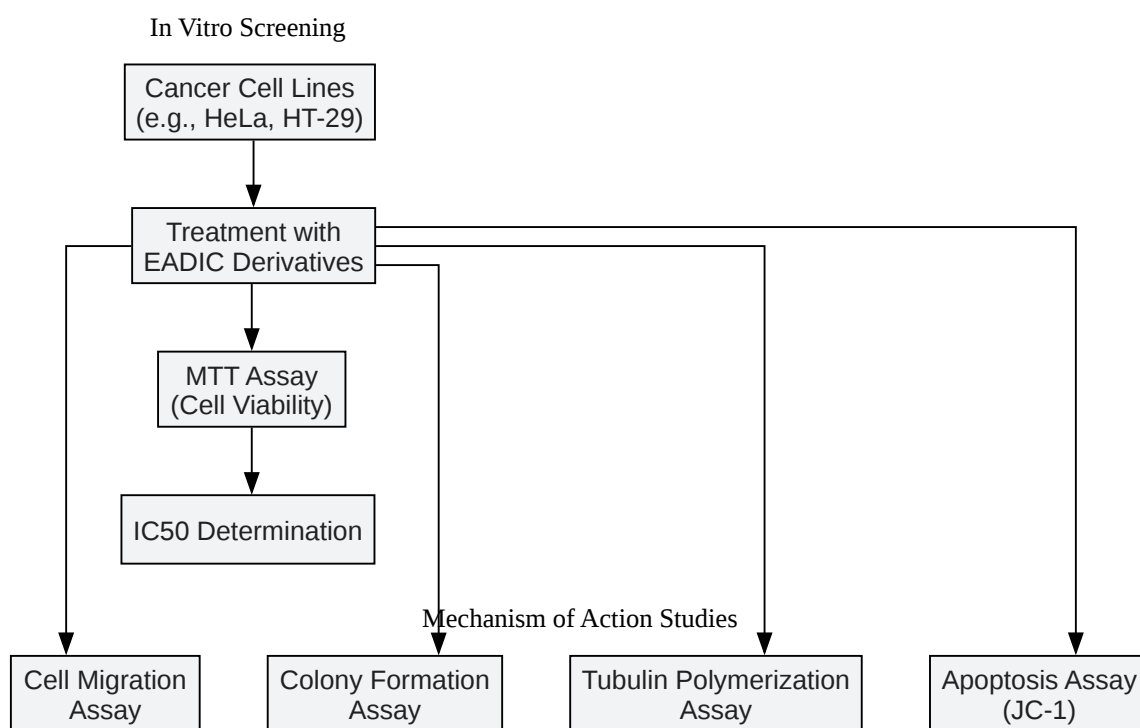 In Vitro Screening
Cancer Cell Lines
(e.g., HeLa, HT-29)
Treatment with
EADIC Derivatives
MTT Assay
(Cell Viability)
IC50 Determination
Mechanism of Action Studies
Cell Migration
Assay
Colony Formation
Assay
Tubulin Polymerization
Assay
Apoptosis Assay
(JC-1)